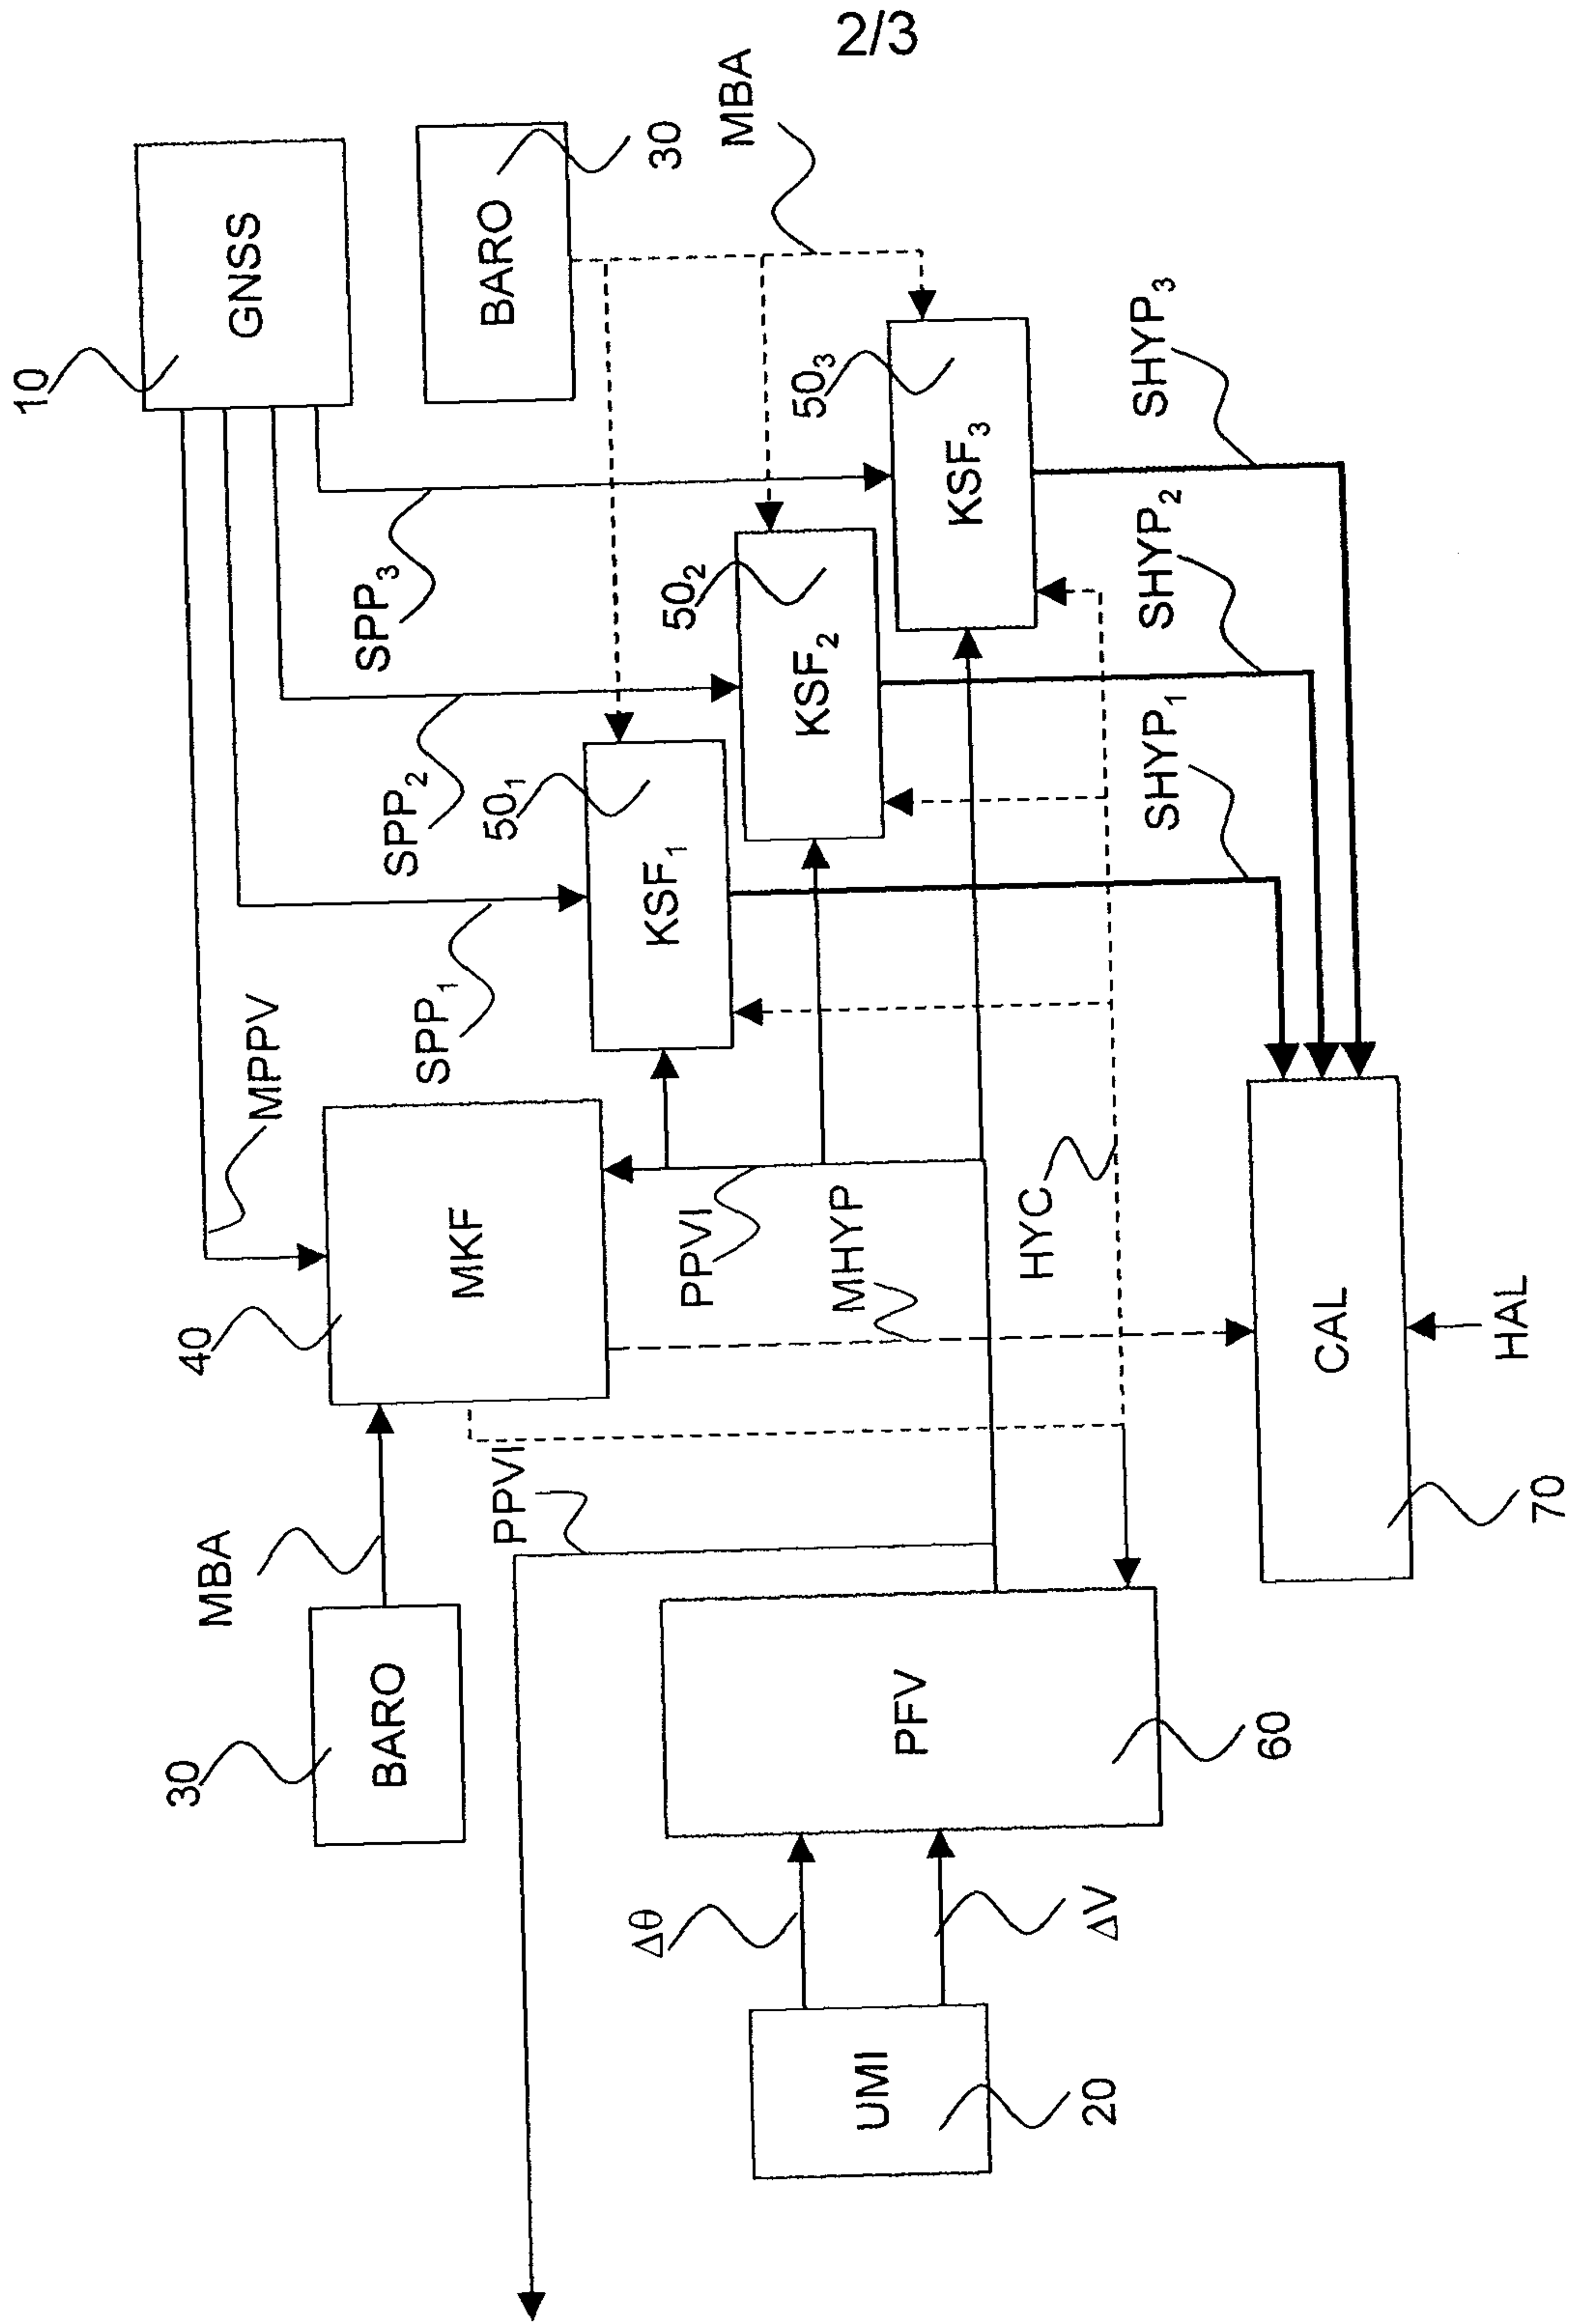 2/3
10
GNSS
BARO
30
MBA
MPPV
SPP₁
SPP₂
SPP₃
50₁
KSF₁
50₂
KSF₂
50₃
KSF₃
40
MKF
MBA
30
BARO
PPVI
PPVI
MHYP
HYC
SHYP₁
SHYP₂
SHYP₃
PFV
60
Δθ
ΔV
UMI
20
CAL
HAL
70